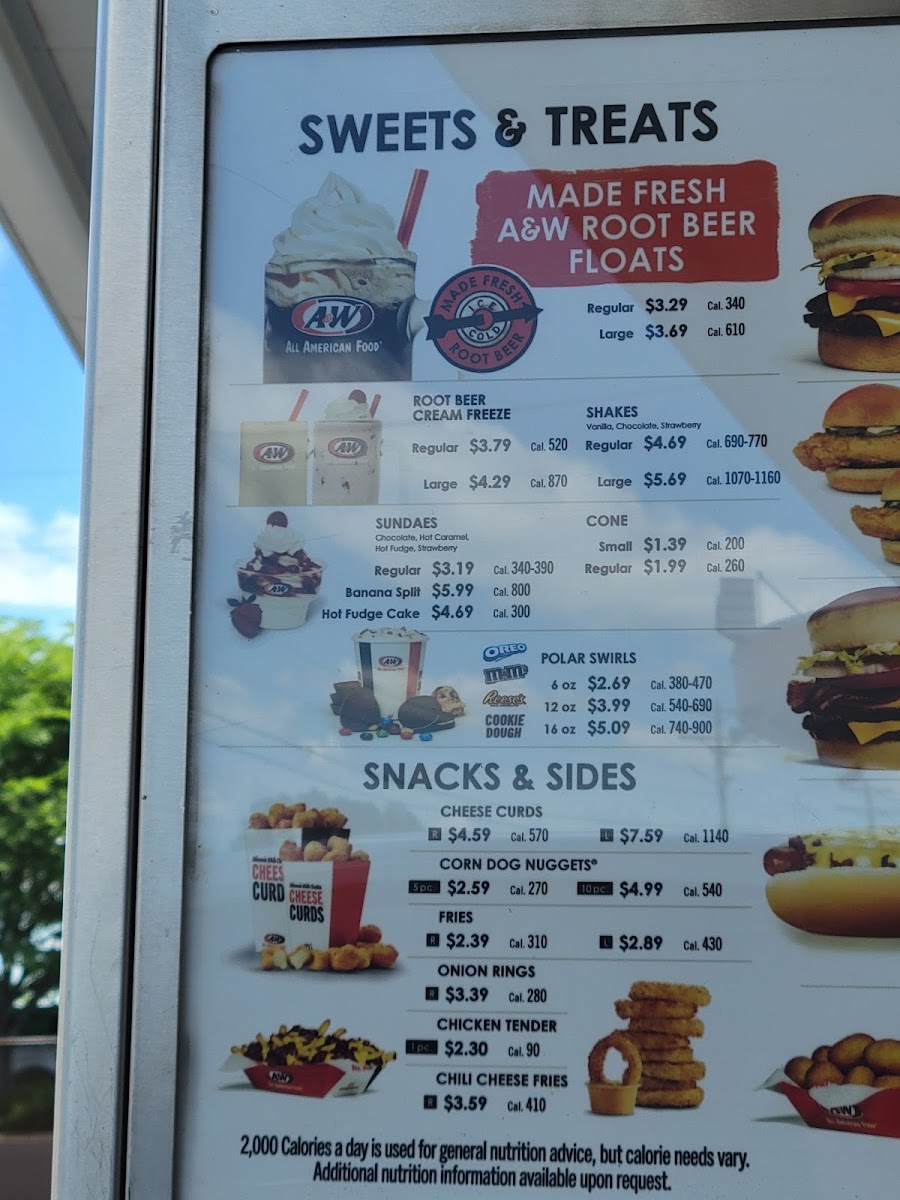 SWEETS & TREATS
MADE FRESH
A&W ROOT BEER
FLOATS
A&W
ALL AMERICAN FOOD
MADE FRESH
ICE
COLD
ROOT BEER
Regular $3.29 Cal. 340
Large $3.69 Cal. 610
ROOT BEER
CREAM FREEZE
Regular $3.79 Cal. 520
Large $4.29 Cal. 870
SHAKES
Vanilla, Chocolate, Strawberry
Regular $4.69 Cal. 690-770
Large $5.69 Cal. 1070-1160
A&W
A&W
SUNDAES
Chocolate, Hot Caramel,
Hot Fudge, Strawberry
Regular $3.19 Cal. 340-390
Banana Split $5.99 Cal. 800
Hot Fudge Cake $4.69 Cal. 300
CONE
Small $1.39 Cal. 200
Regular $1.99 Cal. 260
A&W
A&W
OREO
m&m's
Reese's
COOKIE
DOUGH
POLAR SWIRLS
6 oz $2.69 Cal. 380-470
12 oz $3.99 Cal. 540-690
16 oz $5.09 Cal. 740-900
SNACKS & SIDES
CHEESE CURDS
R $4.59 Cal. 570 L $7.59 Cal. 1140
CORN DOG NUGGETS®
5 pc. $2.59 Cal. 270 10 pc. $4.99 Cal. 540
FRIES
R $2.39 Cal. 310 L $2.89 Cal. 430
ONION RINGS
R $3.39 Cal. 280
CHICKEN TENDER
1 pc. $2.30 Cal. 90
CHILI CHEESE FRIES
R $3.59 Cal. 410
CHEES
CURD
CHEESE
CURDS
A&W
A&W
A&W
ALL AMERICAN FOOD
2,000 Calories a day is used for general nutrition advice, but calorie needs vary.
Additional nutrition information available upon request.